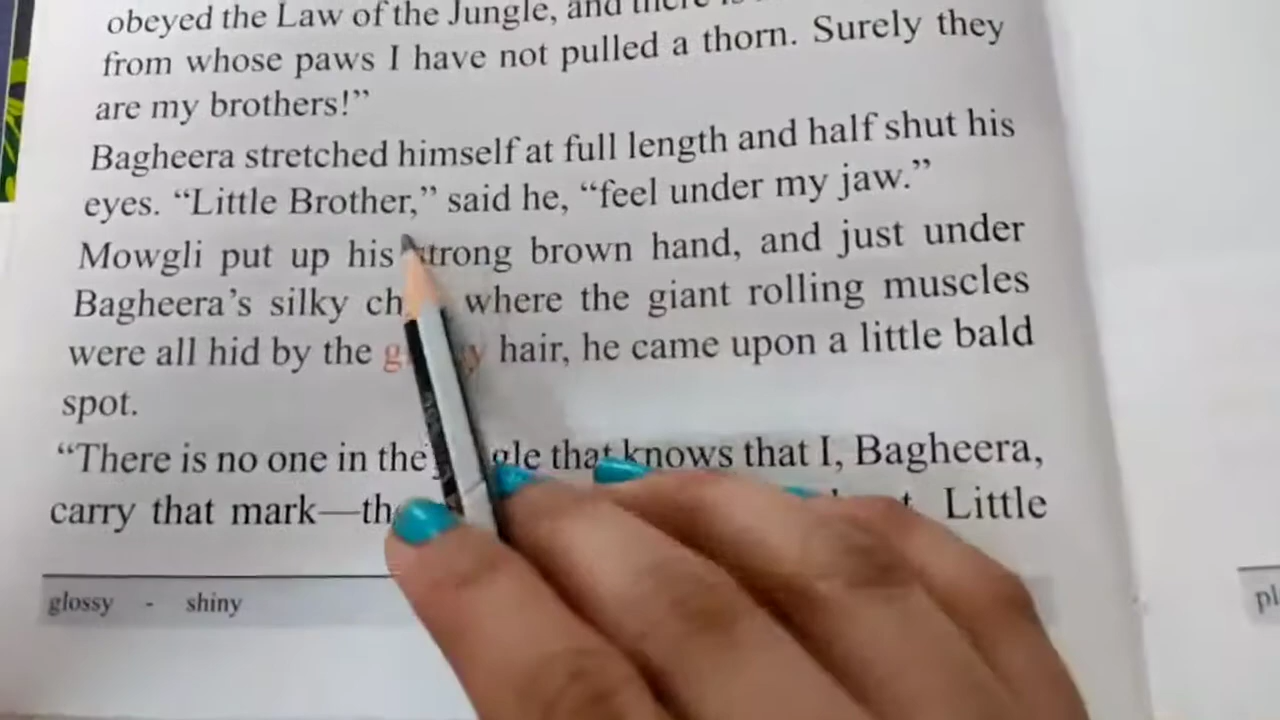 obeyed the Law of the Jungle, and there is
from whose paws I have not pulled a thorn. Surely they
are my brothers!”
Bagheera stretched himself at full length and half shut his
eyes. “Little Brother,” said he, “feel under my jaw.”
Mowgli put up his strong brown hand, and just under
Bagheera’s silky where the giant rolling muscles
were all hid by the hair, he came upon a little bald
spot.
“There is no one in the that knows that I, Bagheera,
carry that mark— Little
glossy - shiny